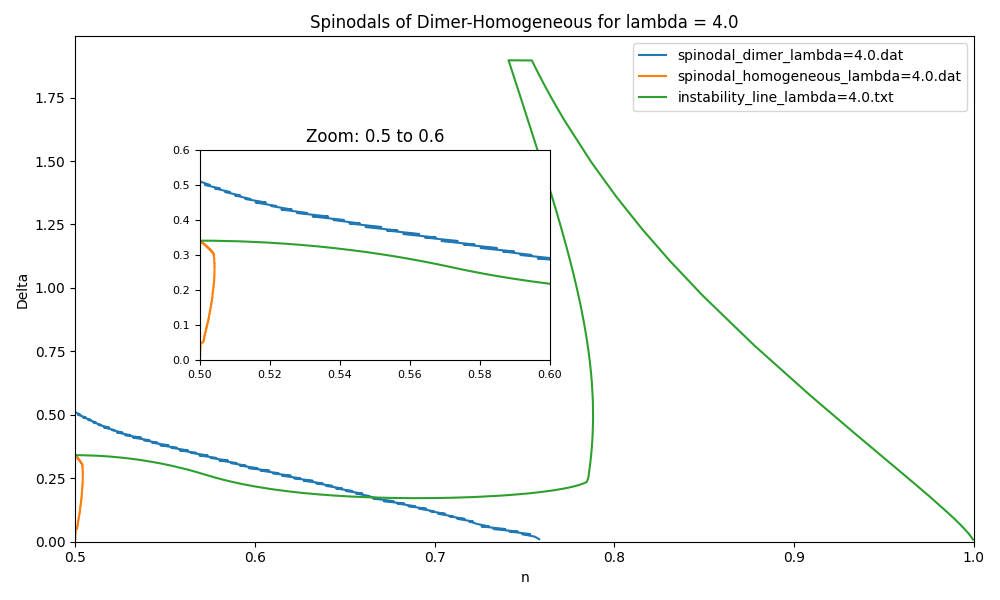 Spinodals of Dimer-Homogeneous for lambda = 4.0
spinodal_dimer_lambda=4.0.dat
spinodal_homogeneous_lambda=4.0.dat
instability_line_lambda=4.0.txt
Delta
1.75
1.50
1.25
1.00
0.75
0.50
0.25
0.00
Zoom: 0.5 to 0.6
0.6
0.5
0.4
0.3
0.2
0.1
0.0
0.50 0.52 0.54 0.56 0.58 0.60
0.5 0.6 0.7 0.8 0.9 1.0
n